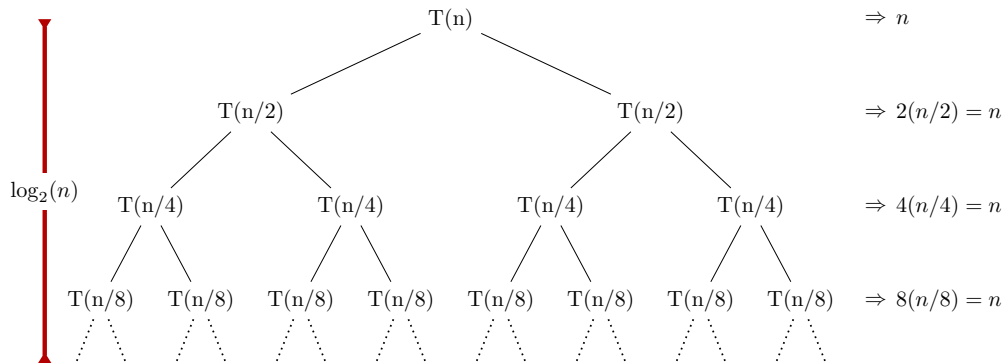 T(n) ⇒ n
T(n/2) T(n/2) ⇒ 2(n/2) = n
log₂(n)
T(n/4) T(n/4) T(n/4) T(n/4) ⇒ 4(n/4) = n
T(n/8) T(n/8) T(n/8) T(n/8) T(n/8) T(n/8) T(n/8) T(n/8) ⇒ 8(n/8) = n